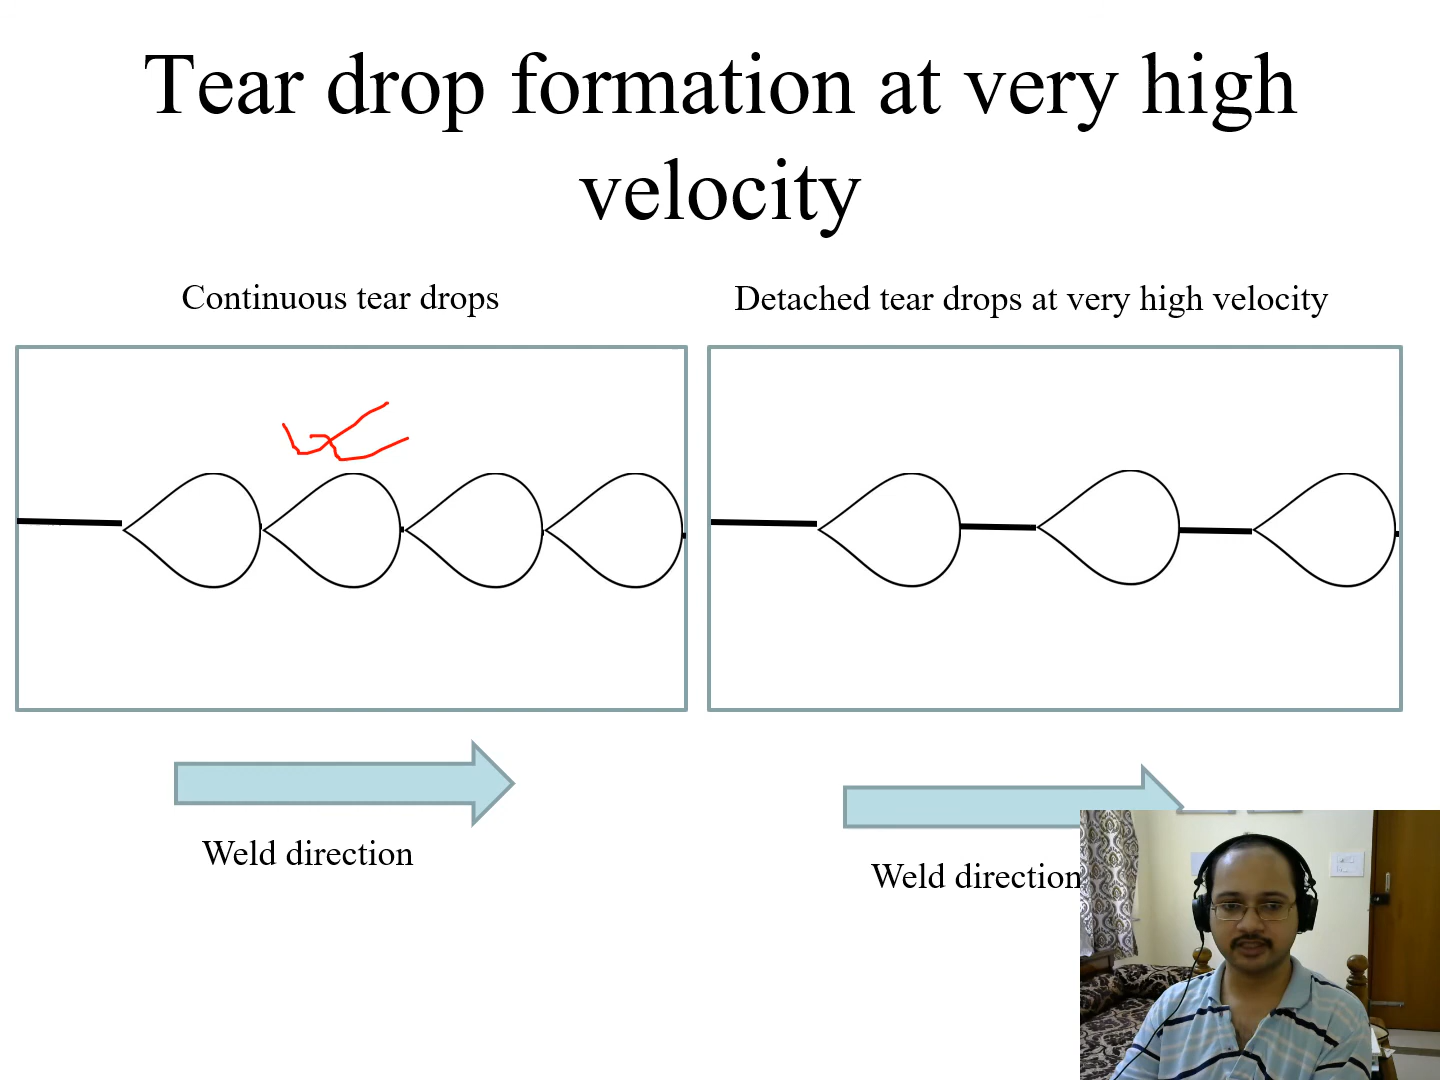 Tear drop formation at very high
velocity
Continuous tear drops
Detached tear drops at very high velocity
Weld direction
Weld direction